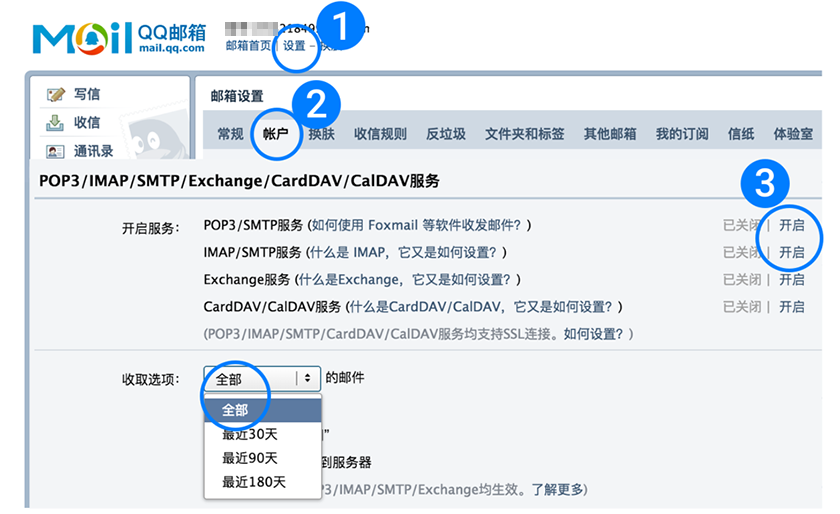 Mail QQ邮箱
mail.qq.com
1
邮箱首页 | 设置 -
写信
收信
通讯录
邮箱设置
2
常规 帐户 换肤 收信规则 反垃圾 文件夹和标签 其他邮箱 我的订阅 信纸 体验室
POP3/IMAP/SMTP/Exchange/CardDAV/CalDAV服务
3
开启服务: POP3/SMTP服务 (如何使用 Foxmail 等软件收发邮件? ) 已关闭 | 开启
IMAP/SMTP服务 (什么是 IMAP,它又是如何设置? ) 已关闭 | 开启
Exchange服务 (什么是Exchange,它又是如何设置? ) 已关闭 | 开启
CardDAV/CalDAV服务 (什么是CardDAV/CalDAV,它又是如何设置? ) 已关闭 | 开启
(POP3/IMAP/SMTP/CardDAV/CalDAV服务均支持SSL连接。如何设置? )
收取选项: 全部 的邮件
全部
最近30天 ”
最近90天 到服务器
最近180天 P3/IMAP/SMTP/Exchange均生效。了解更多)